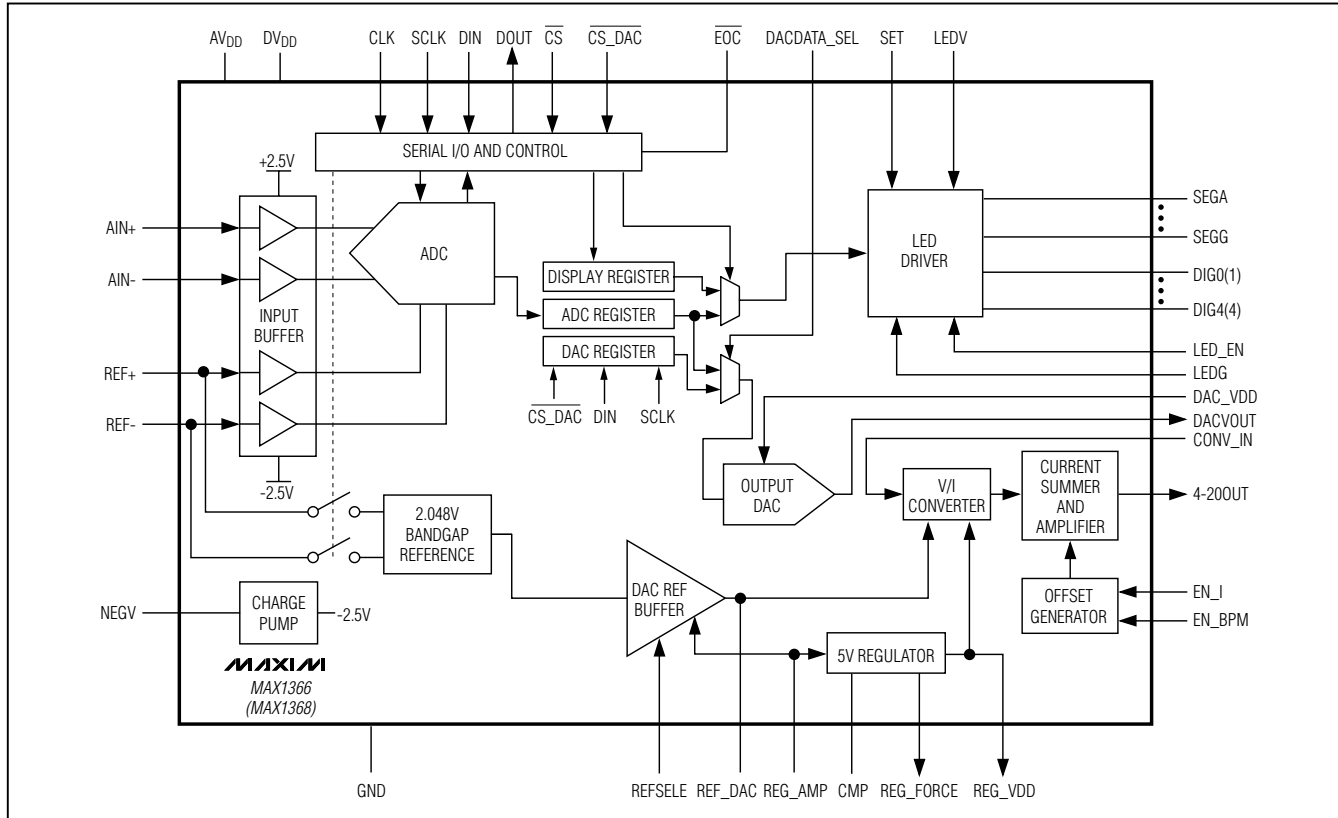 AVDD DVDD CLK SCLK DIN DOUT CS CS_DAC EOC DACDATA_SEL SET LEDV
SERIAL I/O AND CONTROL
+2.5V
AIN+
AIN-
INPUT
BUFFER
REF+
REF-
-2.5V
ADC
DISPLAY REGISTER
ADC REGISTER
DAC REGISTER
CS_DAC DIN SCLK
LED
DRIVER
SEGA
SEGG
DIG0(1)
DIG4(4)
LED_EN
LEDG
DAC_VDD
DACVOUT
CONV_IN
OUTPUT
DAC
V/I
CONVERTER
CURRENT
SUMMER
AND
AMPLIFIER
4-20OUT
2.048V
BANDGAP
REFERENCE
DAC REF
BUFFER
OFFSET
GENERATOR
EN_I
EN_BPM
NEGV
CHARGE
PUMP
-2.5V
5V REGULATOR
MAXIM
MAX1366
(MAX1368)
GND REFSELE REF_DAC REG_AMP CMP REG_FORCE REG_VDD